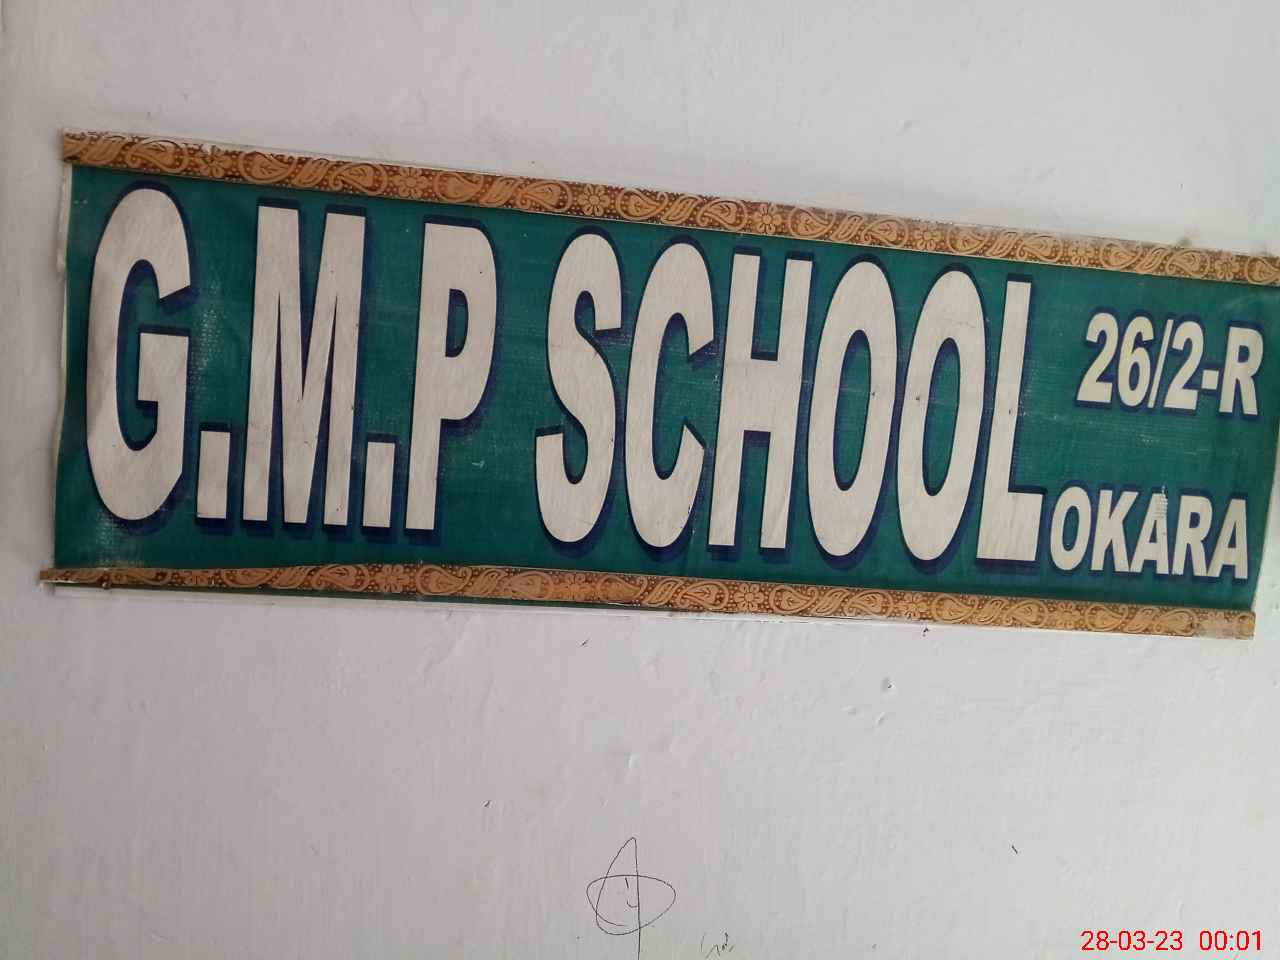 G.M.P SCHOOL 26/2-R
OKARA
28-03-23 00:01